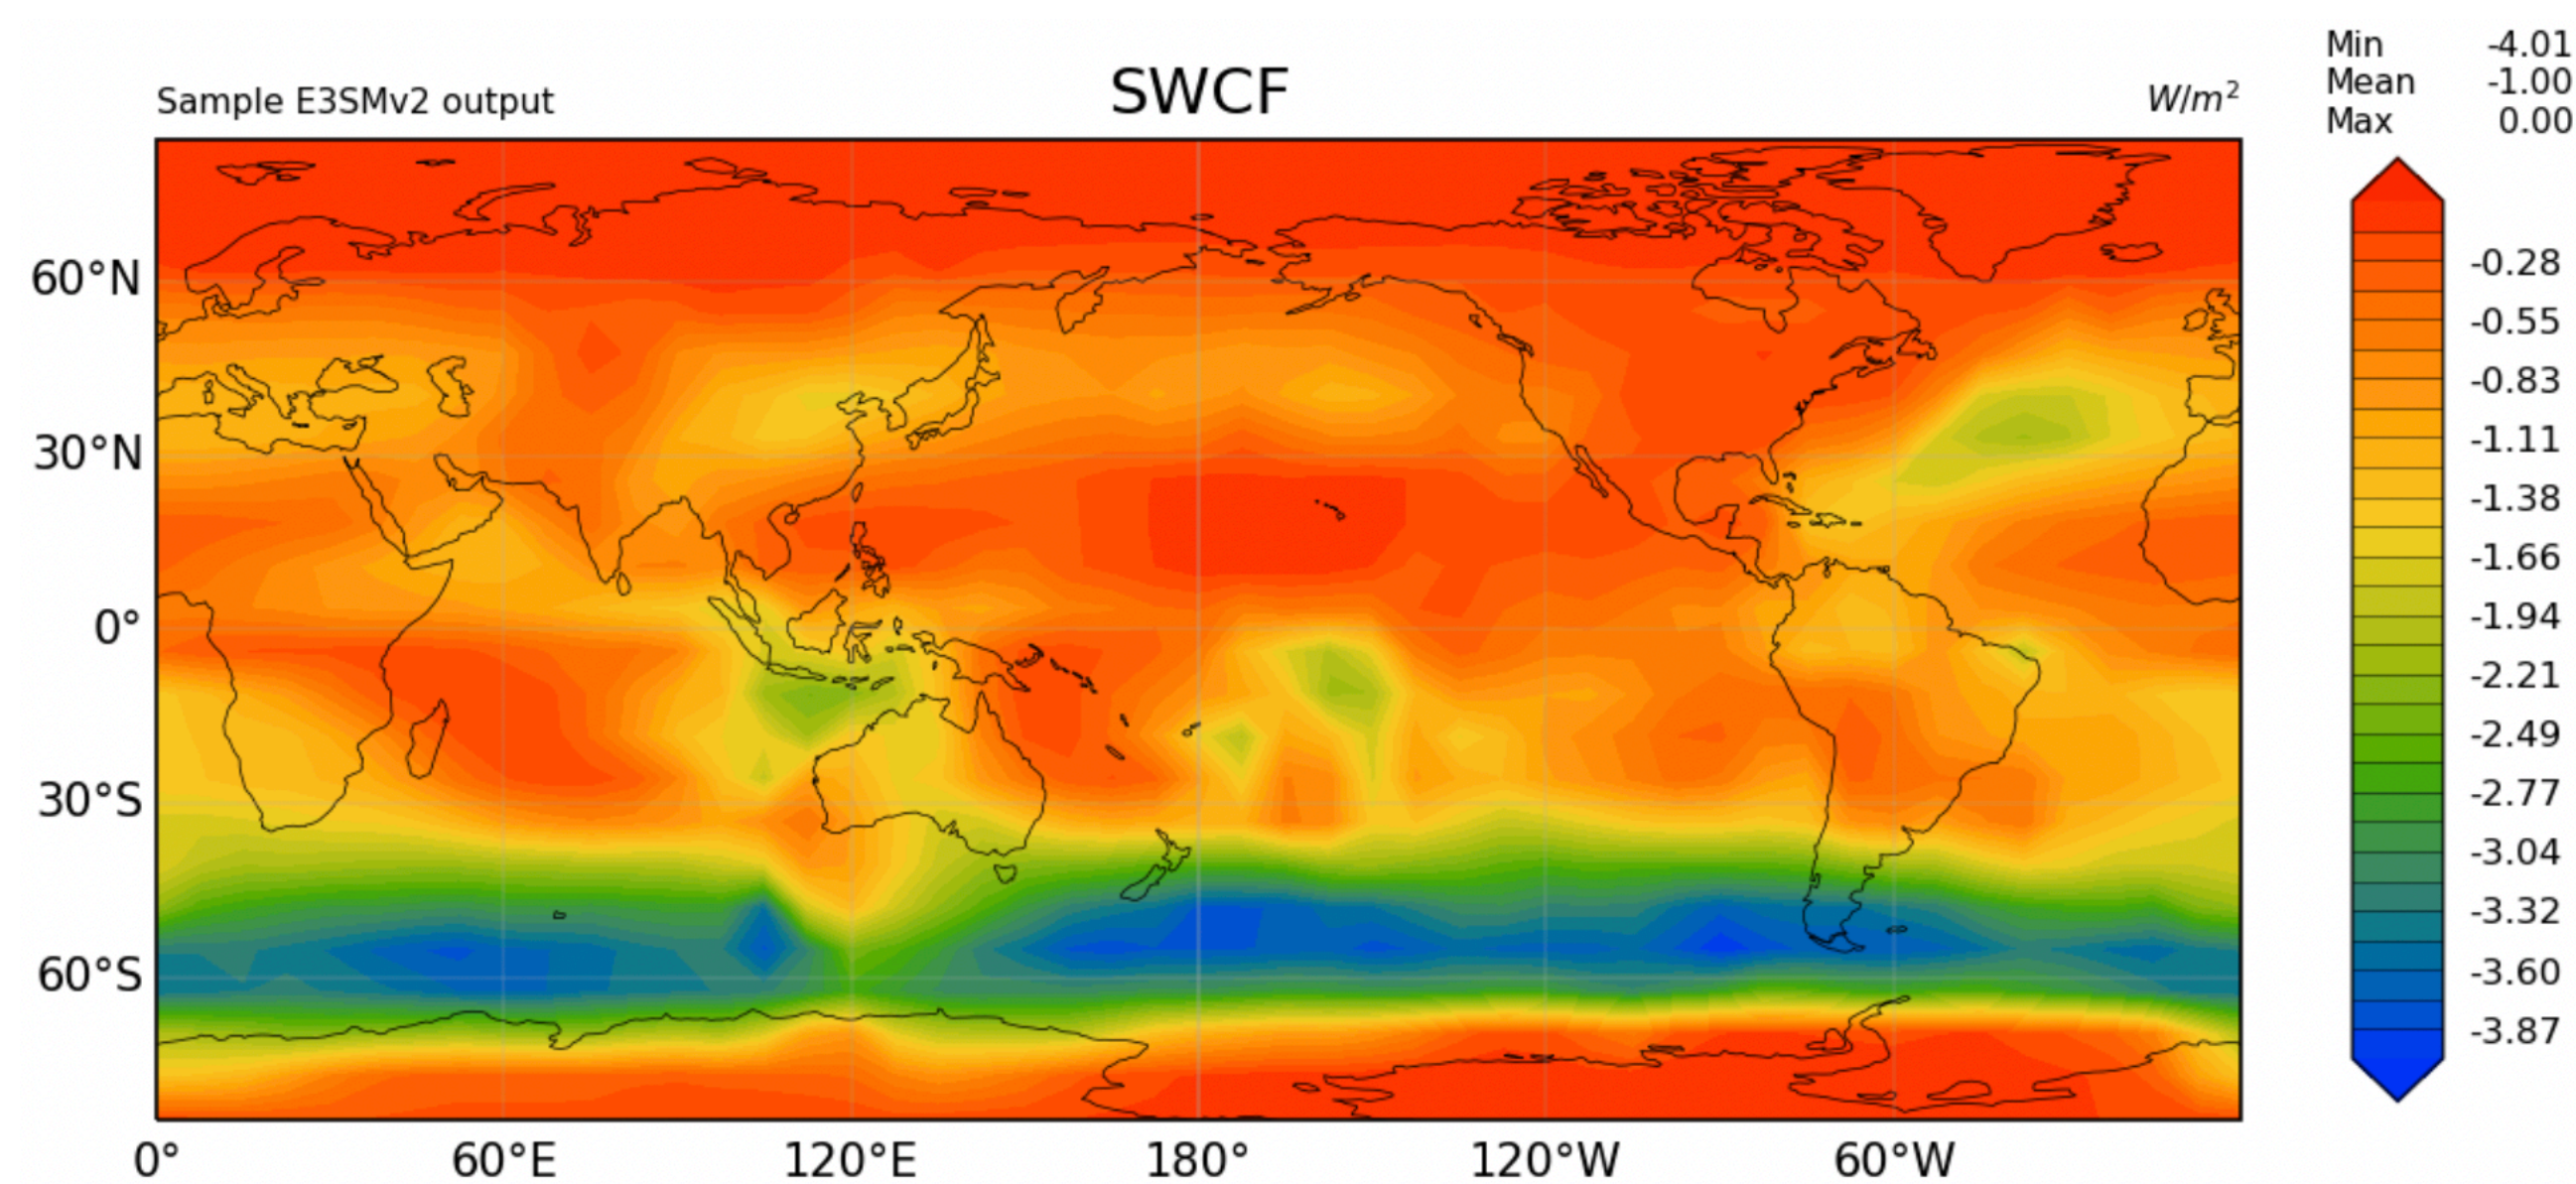 Sample E3SMv2 output
SWCF
W/m²
Min -4.01
Mean -1.00
Max 0.00
60°N
30°N
0°
30°S
60°S
0°
60°E
120°E
180°
120°W
60°W
-0.28
-0.55
-0.83
-1.11
-1.38
-1.66
-1.94
-2.21
-2.49
-2.77
-3.04
-3.32
-3.60
-3.87